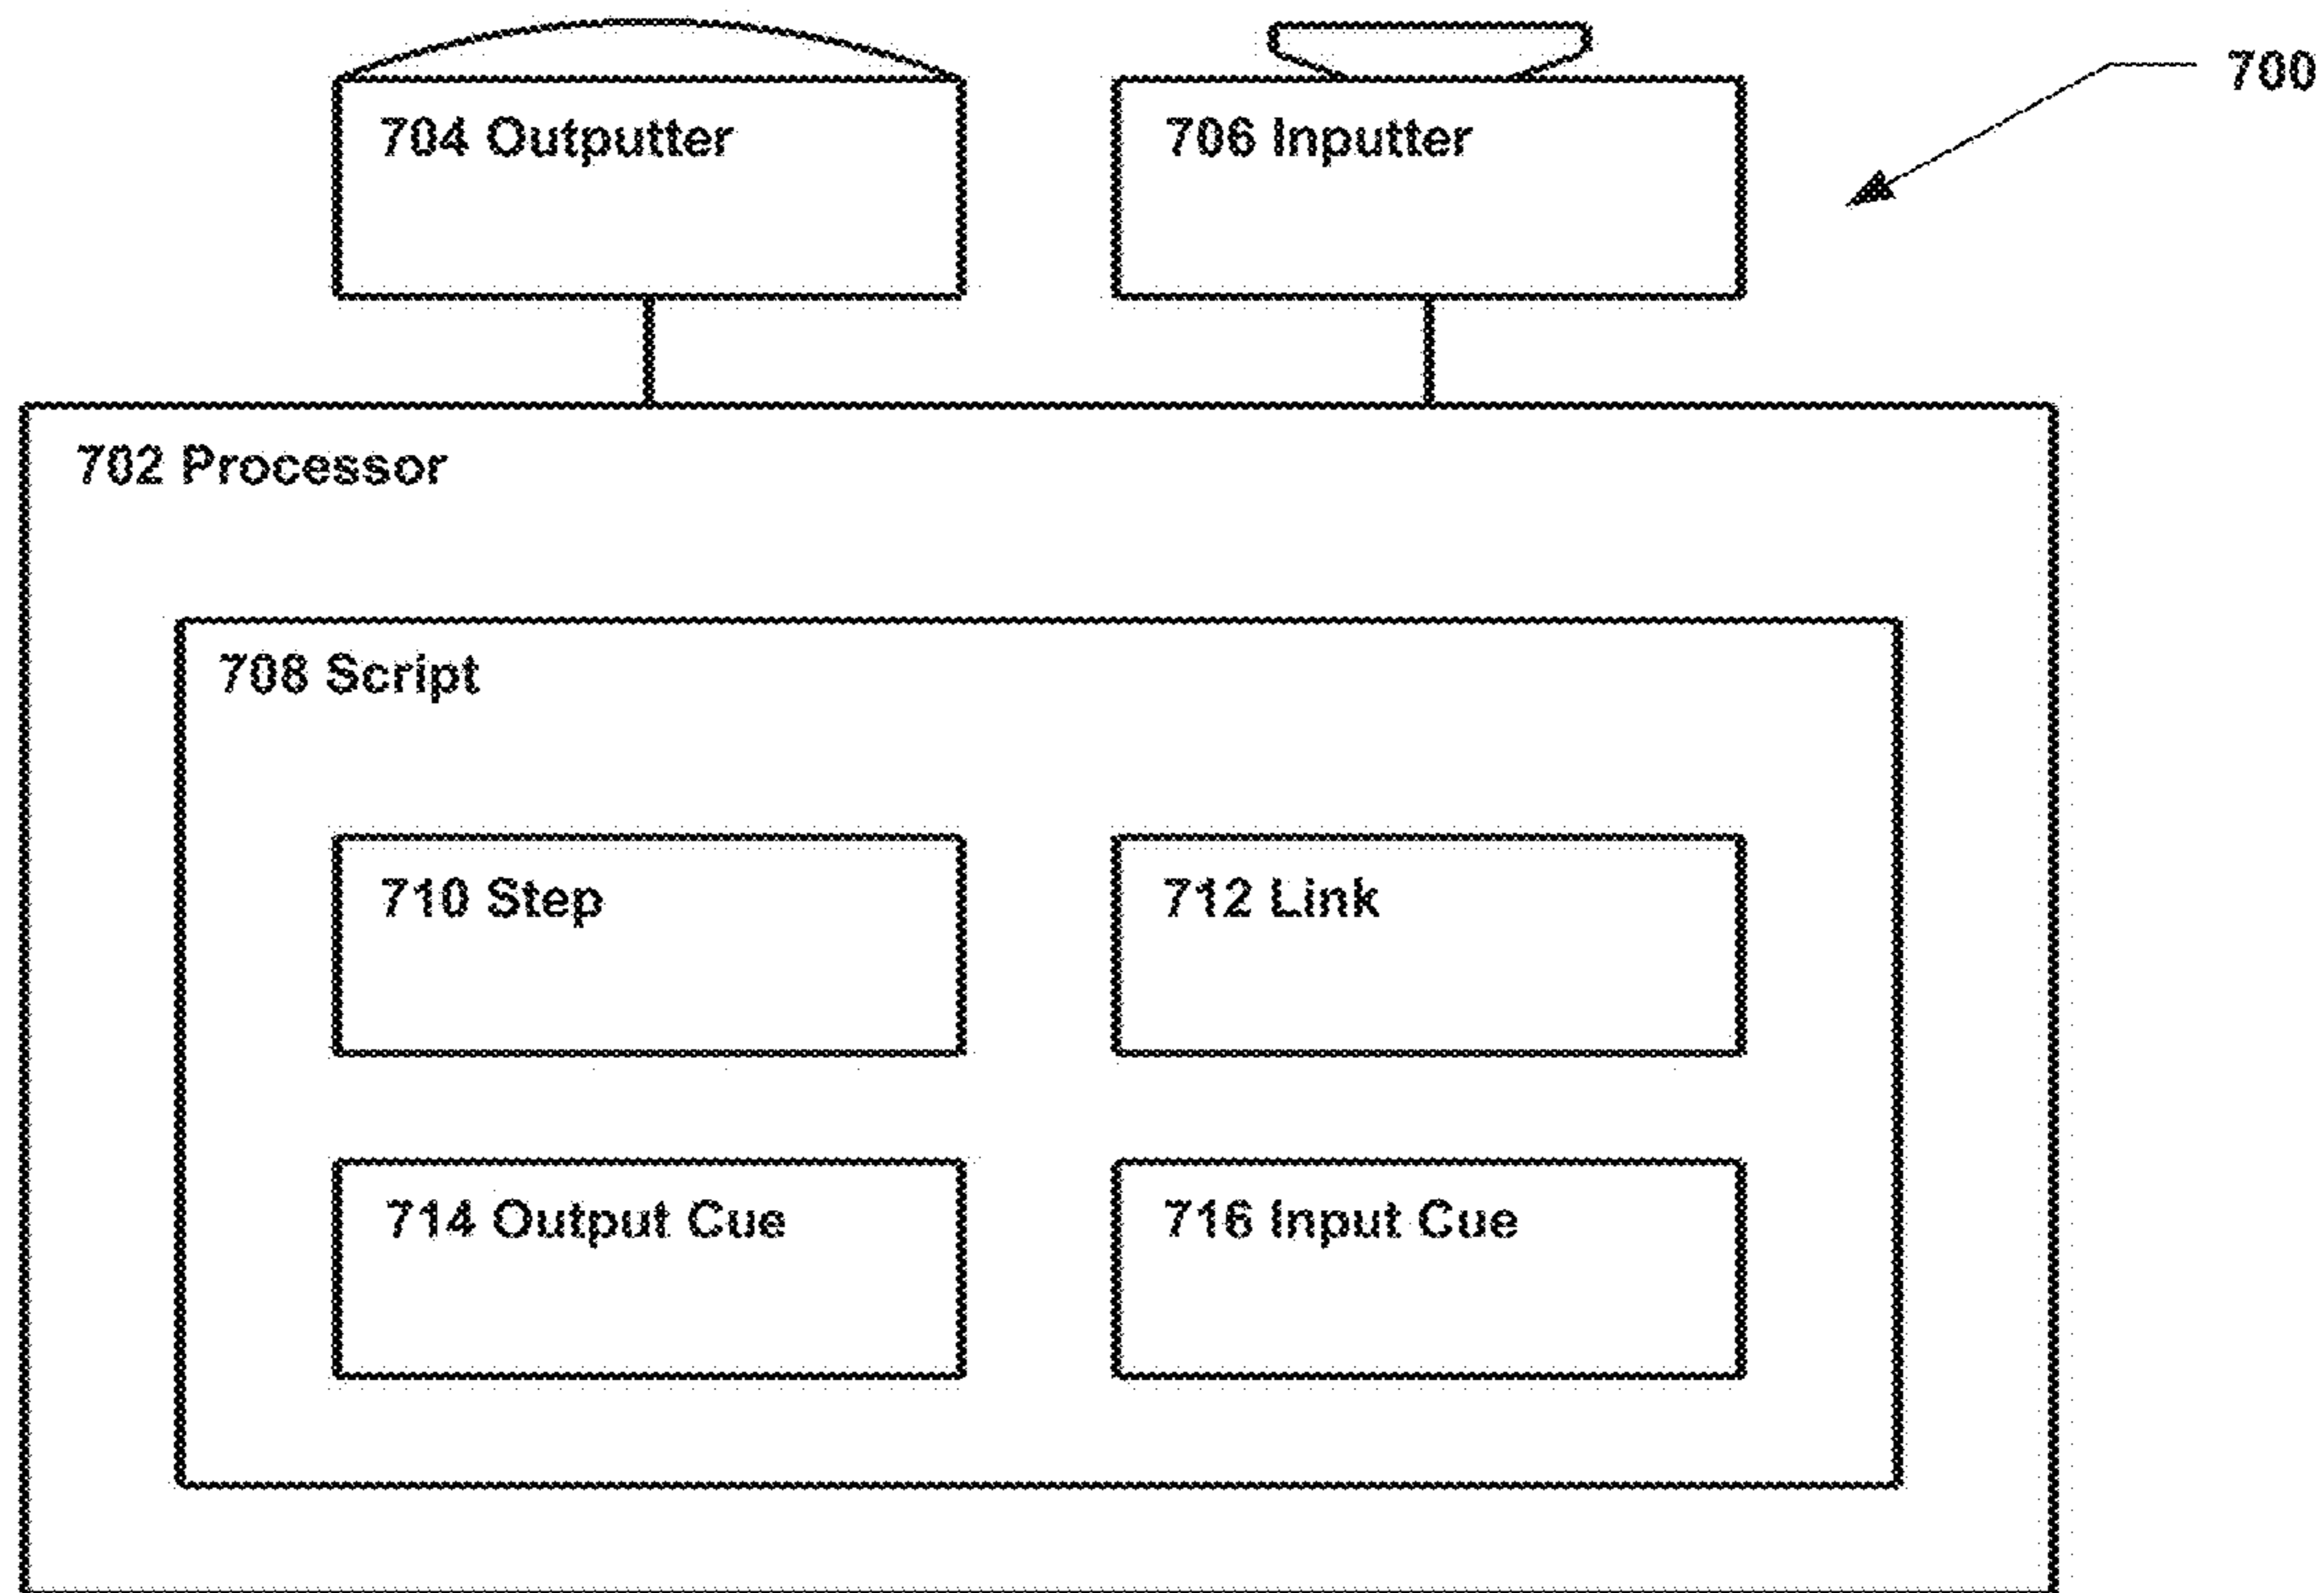 700
704 Outputter
706 Inputter
702 Processor
708 Script
710 Step
712 Link
714 Output Cue
716 Input Cue